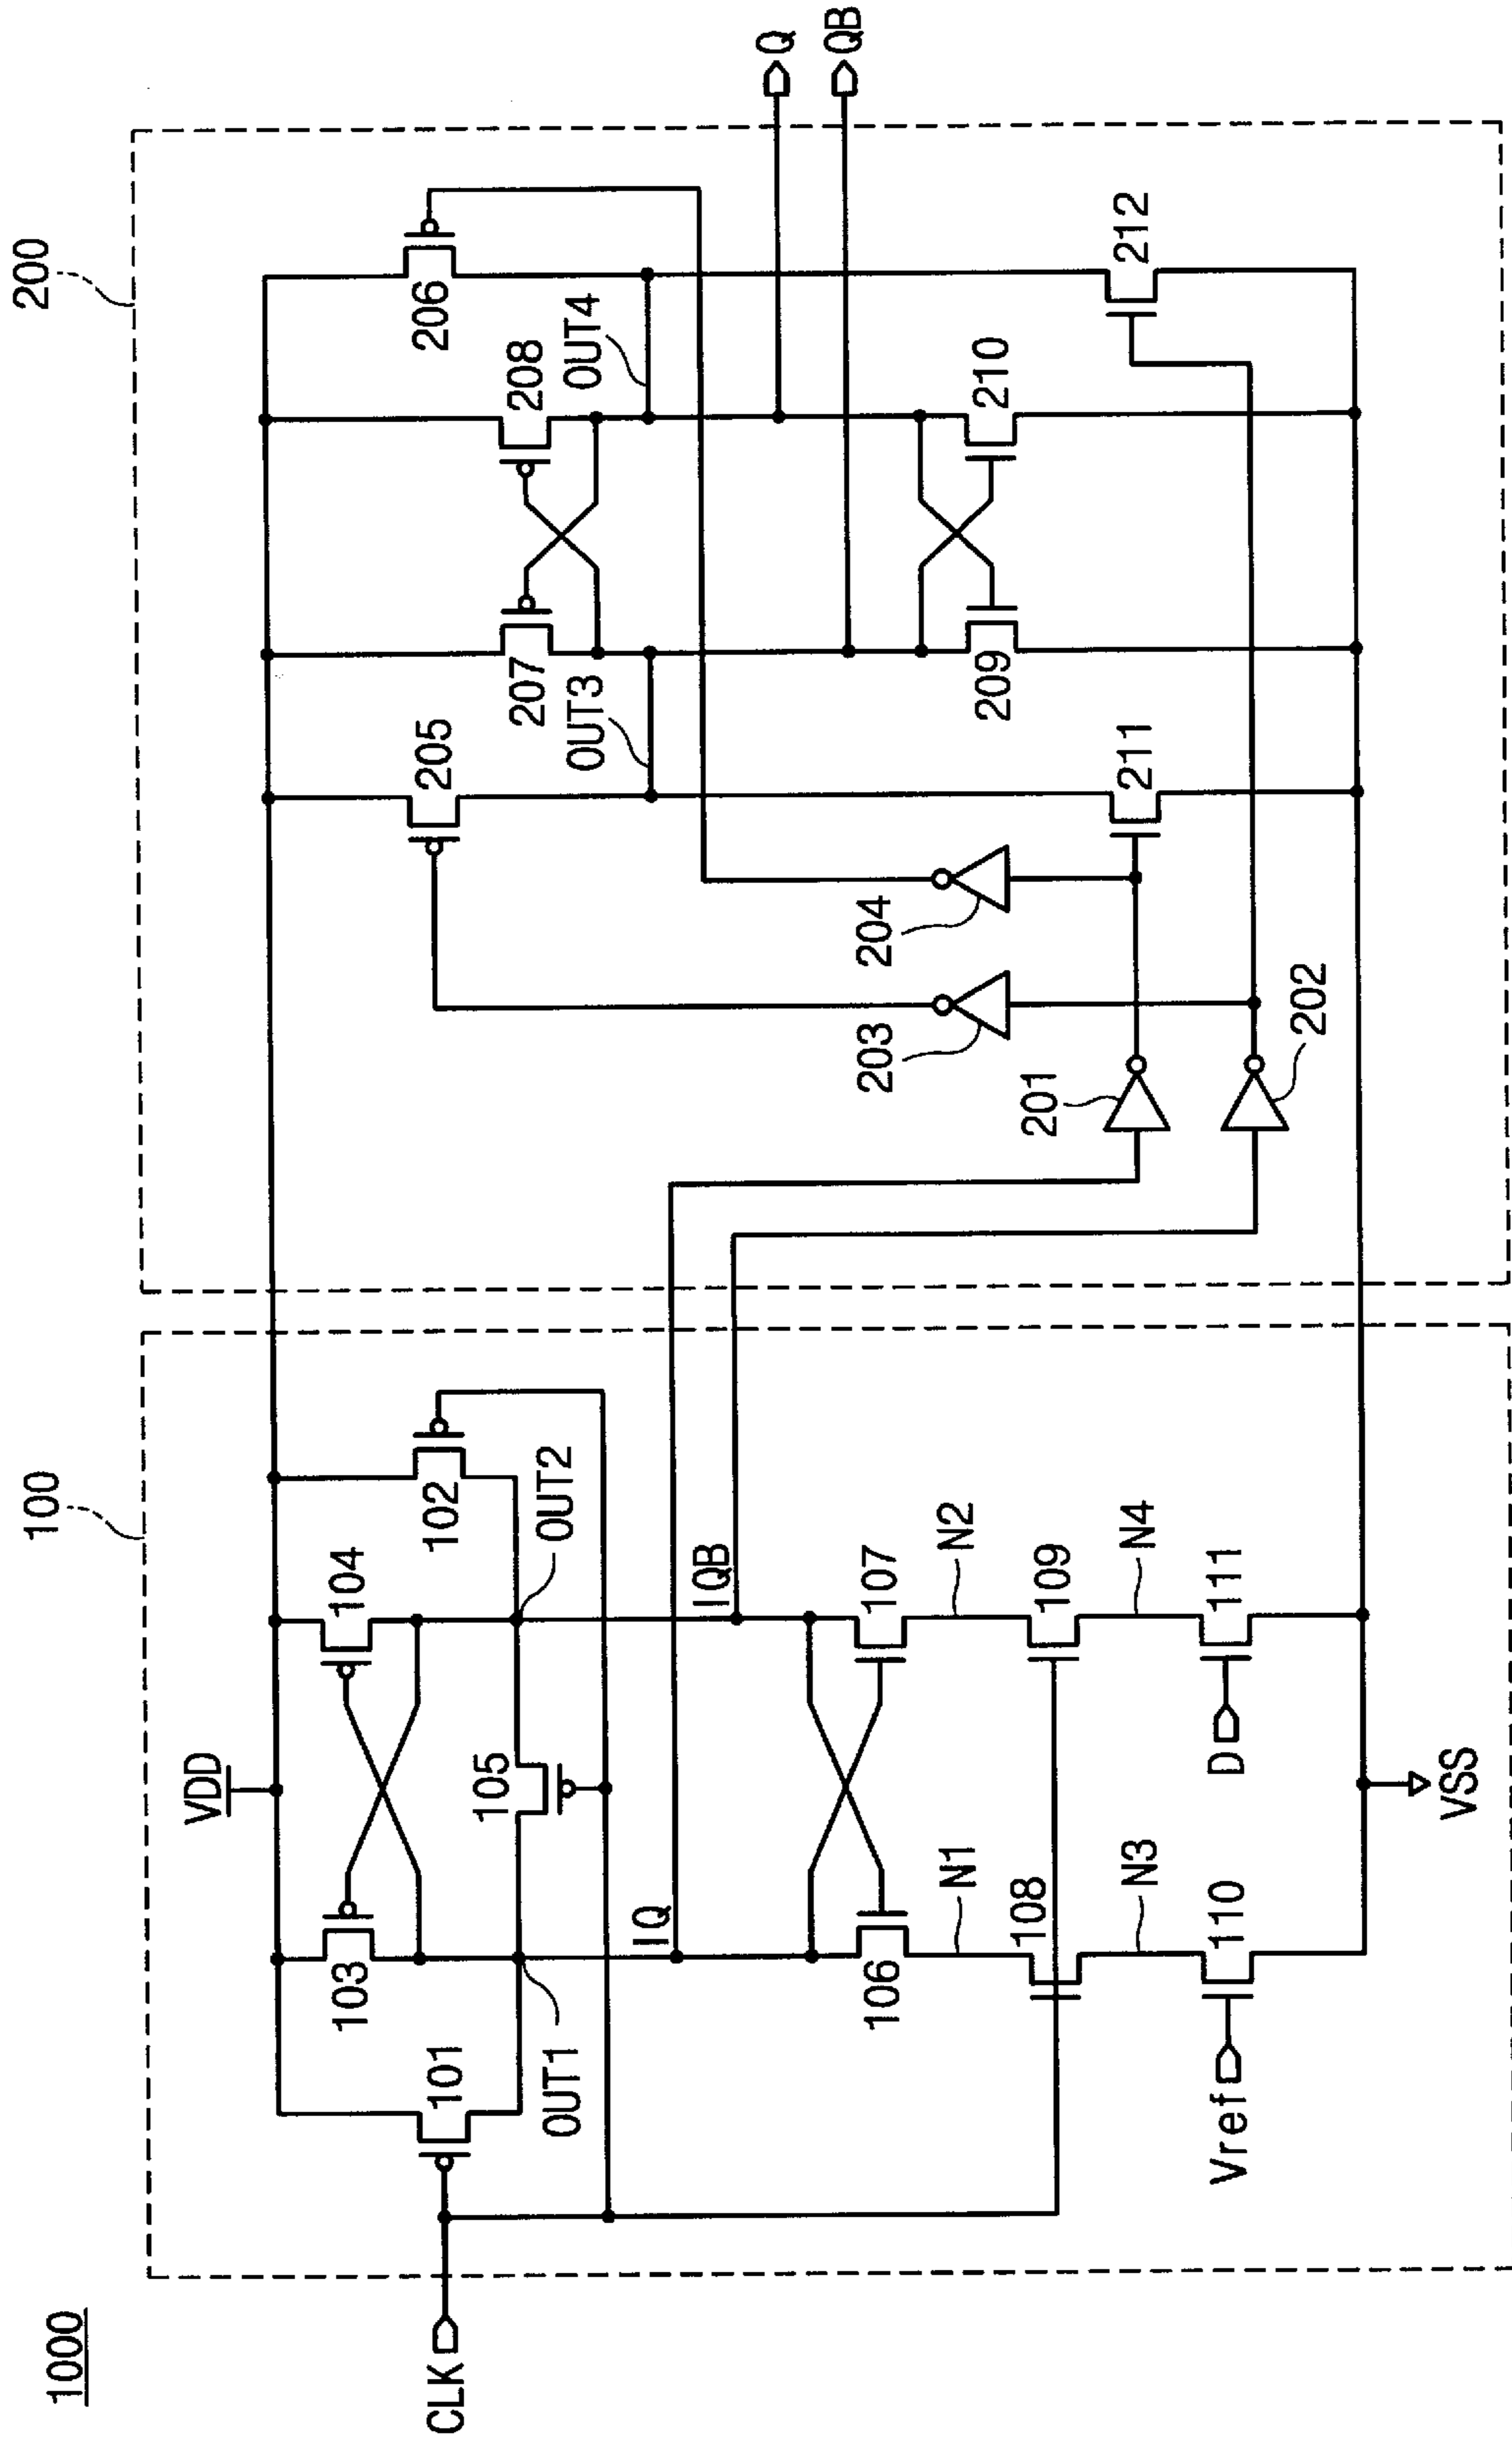 1000
100
200
VDD
CLK
101
103
104
102
105
OUT1
OUT2
IQ
IQB
106
107
N1
N2
108
109
N3
N4
Vref
110
D
111
VSS
205
207
208
206
OUT3
OUT4
203
204
201
202
209
210
211
212
Q
QB